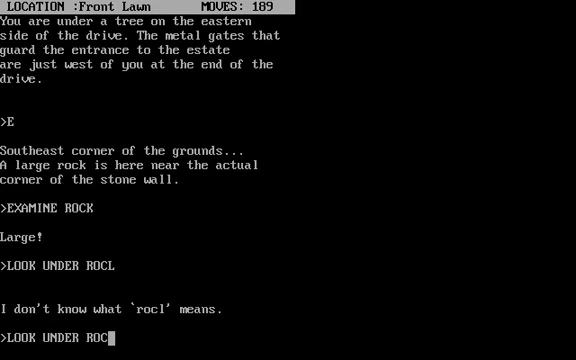 LOCATION :Front Lawn MOVES: 189
You are under a tree on the eastern
side of the drive. The metal gates that
guard the entrance to the estate
are just west of you at the end of the
drive.
>E
Southeast corner of the grounds...
A large rock is here near the actual
corner of the stone wall.
>EXAMINE ROCK
Large!
>LOOK UNDER ROCL
I don't know what `rocl' means.
>LOOK UNDER ROC